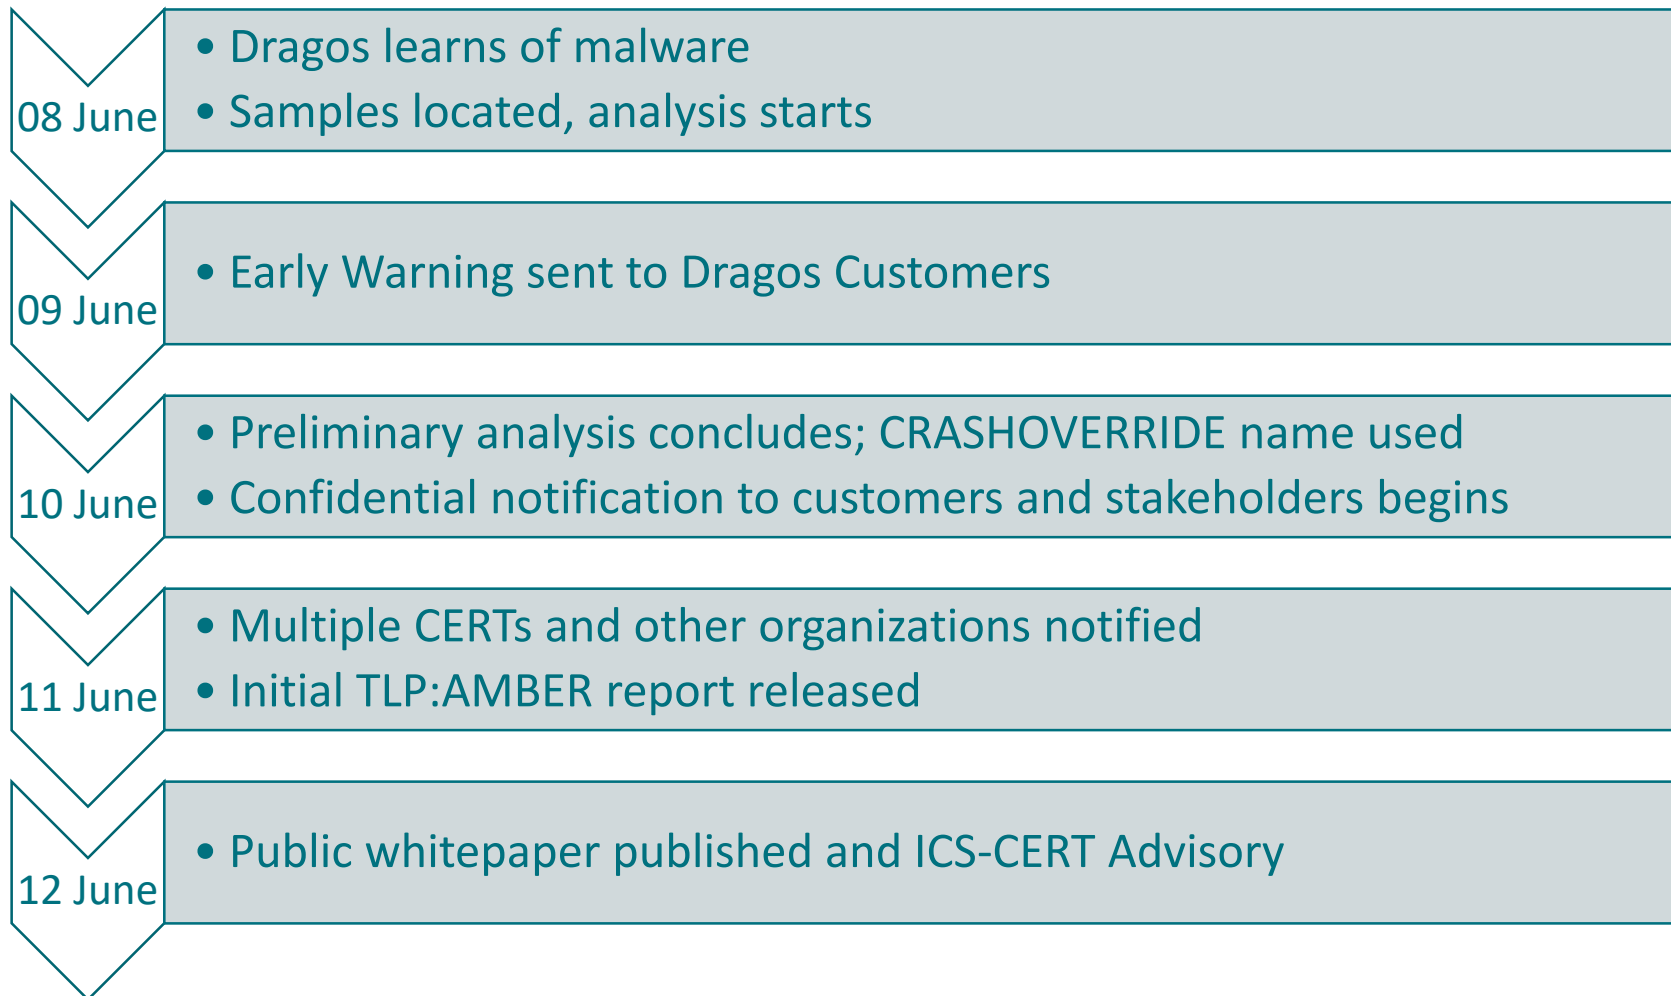 08 June
• Dragos learns of malware
• Samples located, analysis starts
09 June
• Early Warning sent to Dragos Customers
10 June
• Preliminary analysis concludes; CRASHOVERRIDE name used
• Confidential notification to customers and stakeholders begins
11 June
• Multiple CERTs and other organizations notified
• Initial TLP:AMBER report released
12 June
• Public whitepaper published and ICS-CERT Advisory